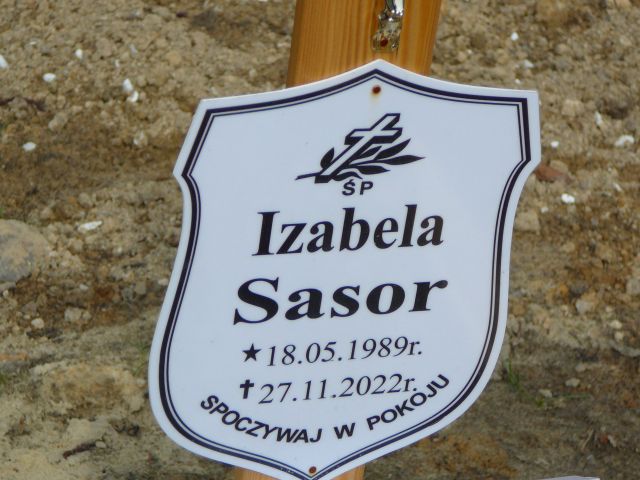 ŚP
Izabela
Sasor
★18.05.1989r.
✝27.11.2022r.
SPOCZYWAJ W POKOJU